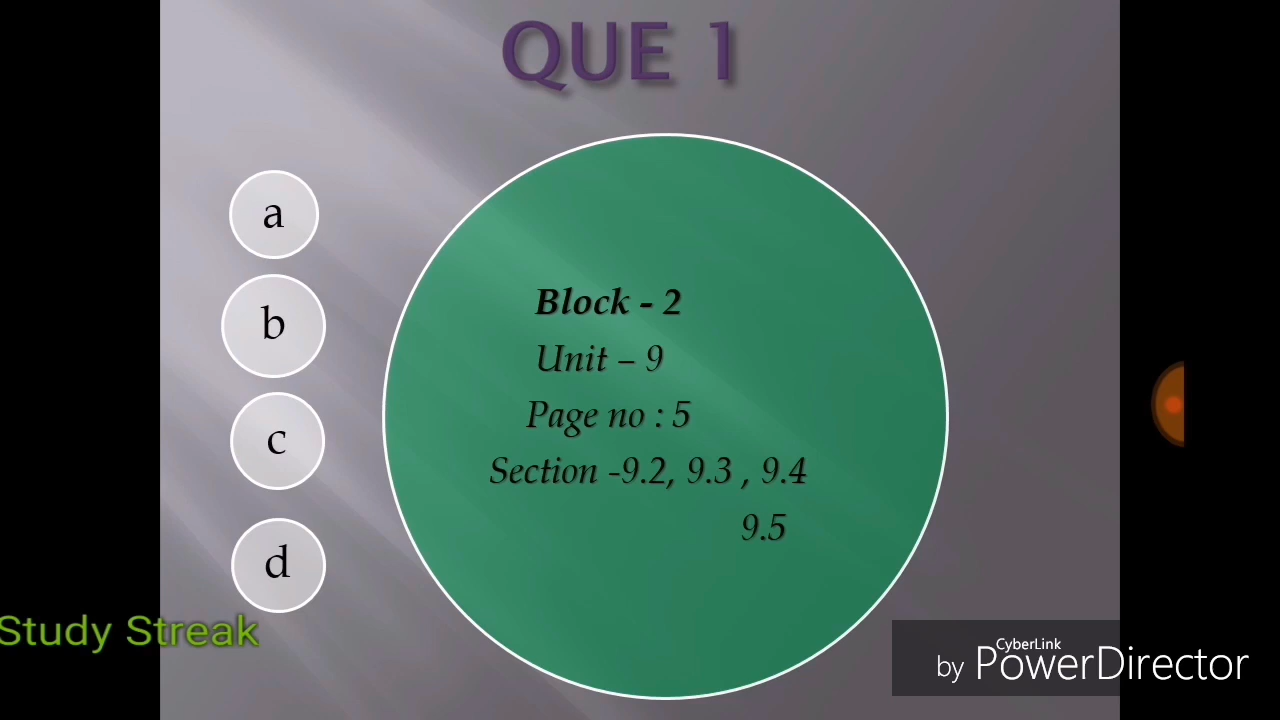 QUE 1
a
b
c
d
Block - 2
Unit – 9
Page no : 5
Section -9.2, 9.3 , 9.4
9.5
Study Streak
CyberLink
by PowerDirector